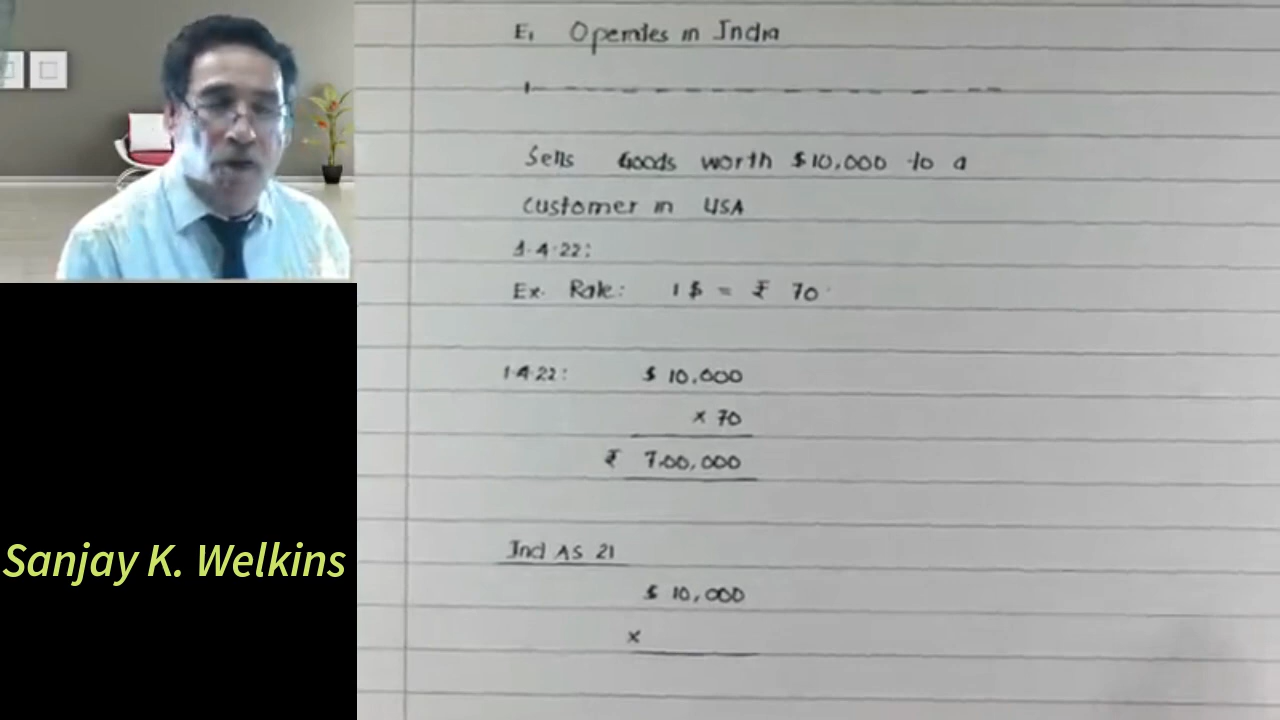 E1 Operates in India
Sells Goods worth $10,000 to a
customer in USA
1.4.22:
Ex. Rate: 1 $ = ₹ 70
1.4.22: $ 10,000
x 70
₹ 7,00,000
Ind AS 21
$ 10,000
x
Sanjay K. Welkins